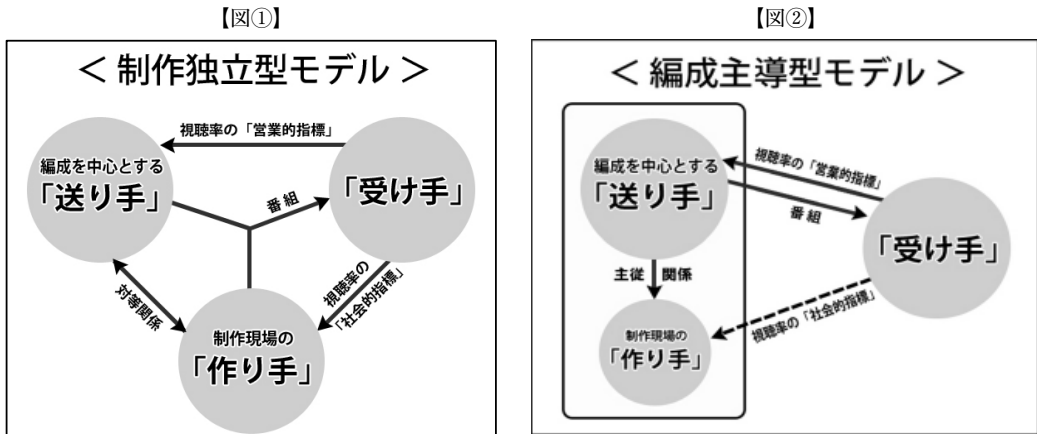 【図①】
＜ 制作独立型モデル ＞
視聴率の「営業的指標」
編成を中心とする
「送り手」
「受け手」
番 組
対等関係
視聴率の
「社会的指標」
制作現場の
「作り手」
【図②】
＜ 編成主導型モデル ＞
編成を中心とする
「送り手」
視聴率の「営業的指標」
番 組
「受け手」
主従 関係
視聴率の「社会的指標」
制作現場の
「作り手」